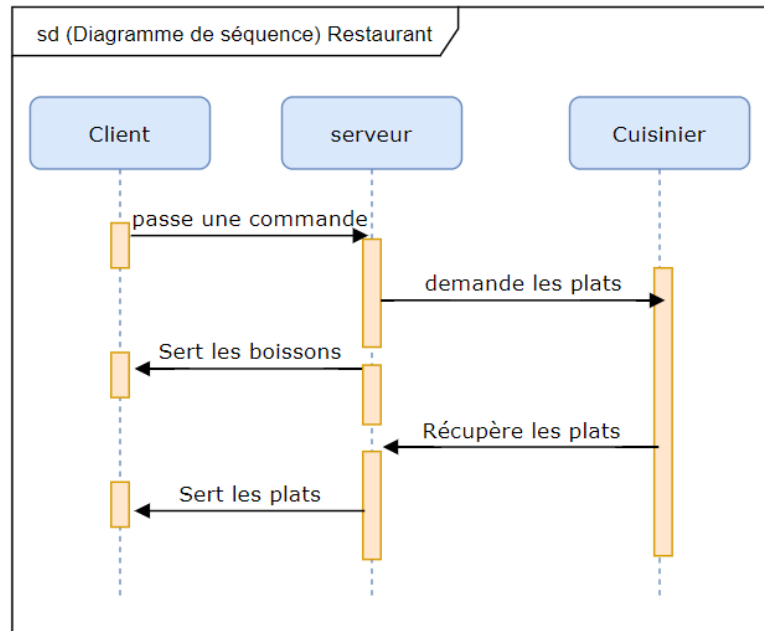 sd (Diagramme de séquence) Restaurant
Client
serveur
Cuisinier
passe une commande
demande les plats
Sert les boissons
Récupère les plats
Sert les plats